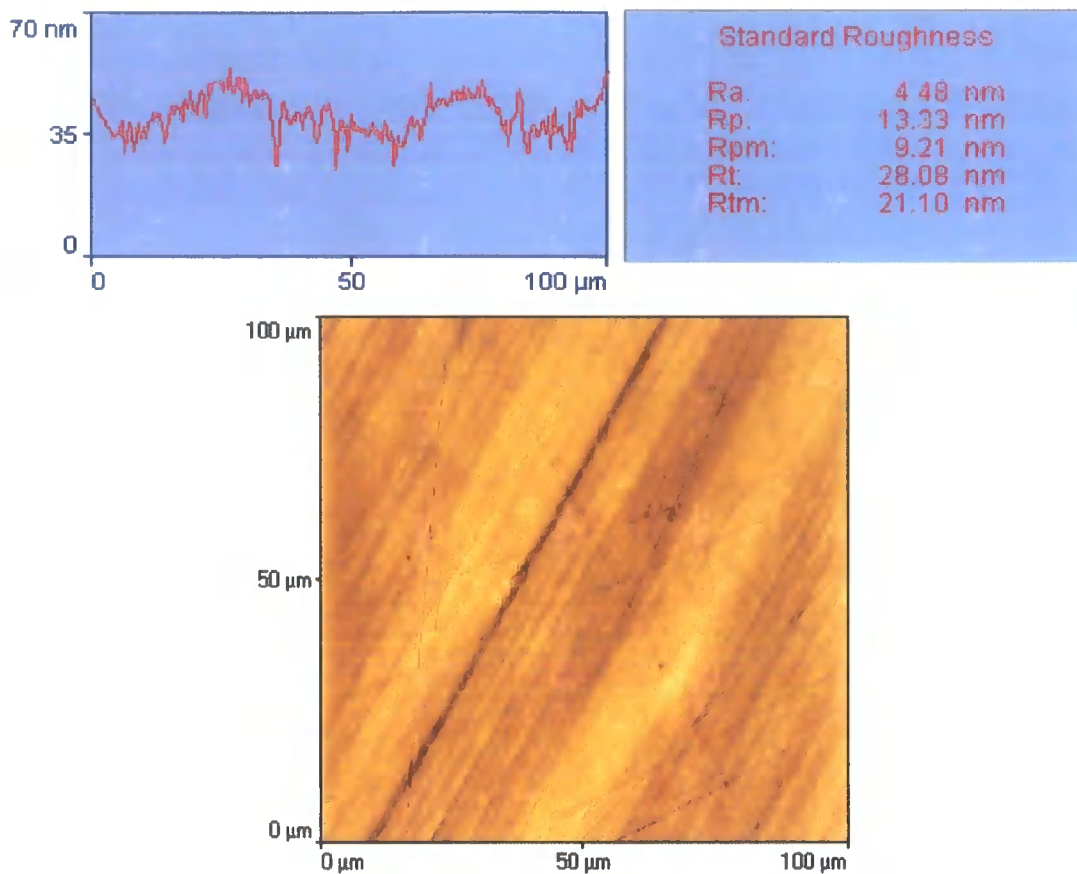 70 nm
35
0
0 50 100 µm
Standard Roughness
Ra: 4.48 nm
Rp: 13.33 nm
Rpm: 9.21 nm
Rt: 28.08 nm
Rtm: 21.10 nm
100 µm
50 µm
0 µm
0 µm 50 µm 100 µm